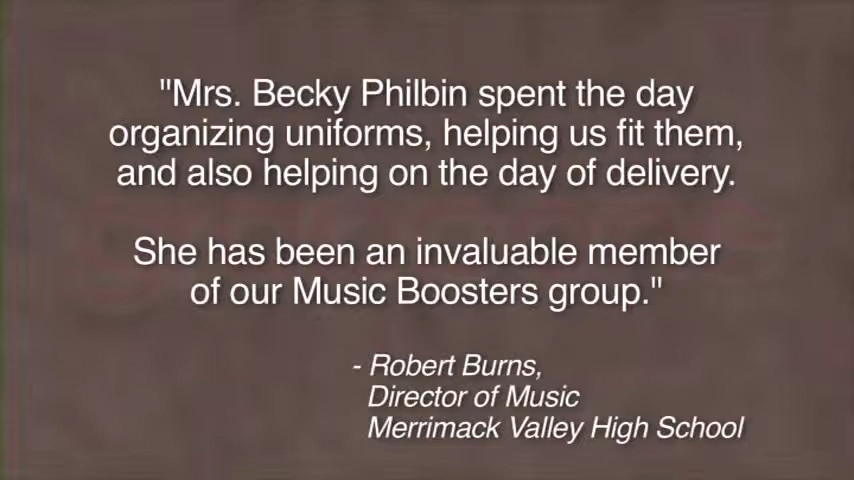 "Mrs. Becky Philbin spent the day
organizing uniforms, helping us fit them,
and also helping on the day of delivery.
She has been an invaluable member
of our Music Boosters group."
- Robert Burns,
Director of Music
Merrimack Valley High School